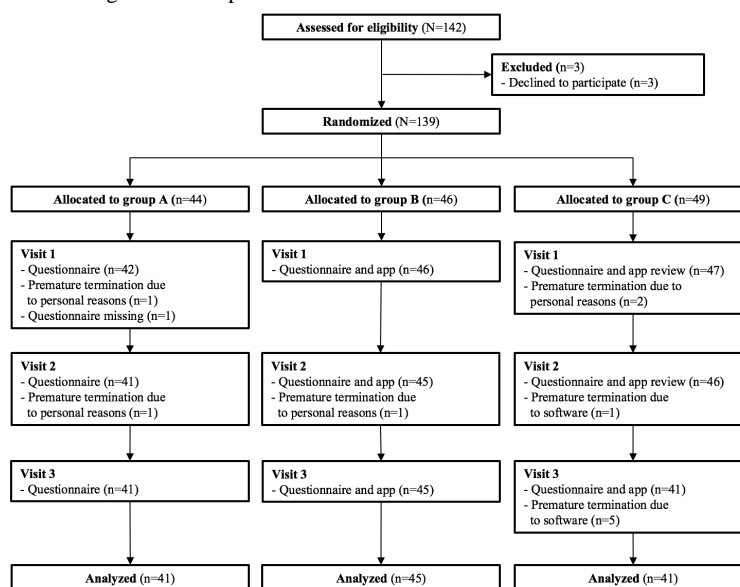 Assessed for eligibility (N=142)
Excluded (n=3)
- Declined to participate (n=3)
Randomized (N=139)
Allocated to group A (n=44)
Allocated to group B (n=46)
Allocated to group C (n=49)
Visit 1
- Questionnaire (n=42)
- Premature termination due
to personal reasons (n=1)
- Questionnaire missing (n=1)
Visit 1
- Questionnaire and app (n=46)
Visit 1
- Questionnaire and app review (n=47)
- Premature termination due to
personal reasons (n=2)
Visit 2
- Questionnaire (n=41)
- Premature termination due
to personal reasons (n=1)
Visit 2
- Questionnaire and app (n=45)
- Premature termination due
to personal reasons (n=1)
Visit 2
- Questionnaire and app review (n=46)
- Premature termination due
to software (n=1)
Visit 3
- Questionnaire (n=41)
Visit 3
- Questionnaire and app (n=45)
Visit 3
- Questionnaire and app (n=41)
- Premature termination due
to software (n=5)
Analyzed (n=41)
Analyzed (n=45)
Analyzed (n=41)